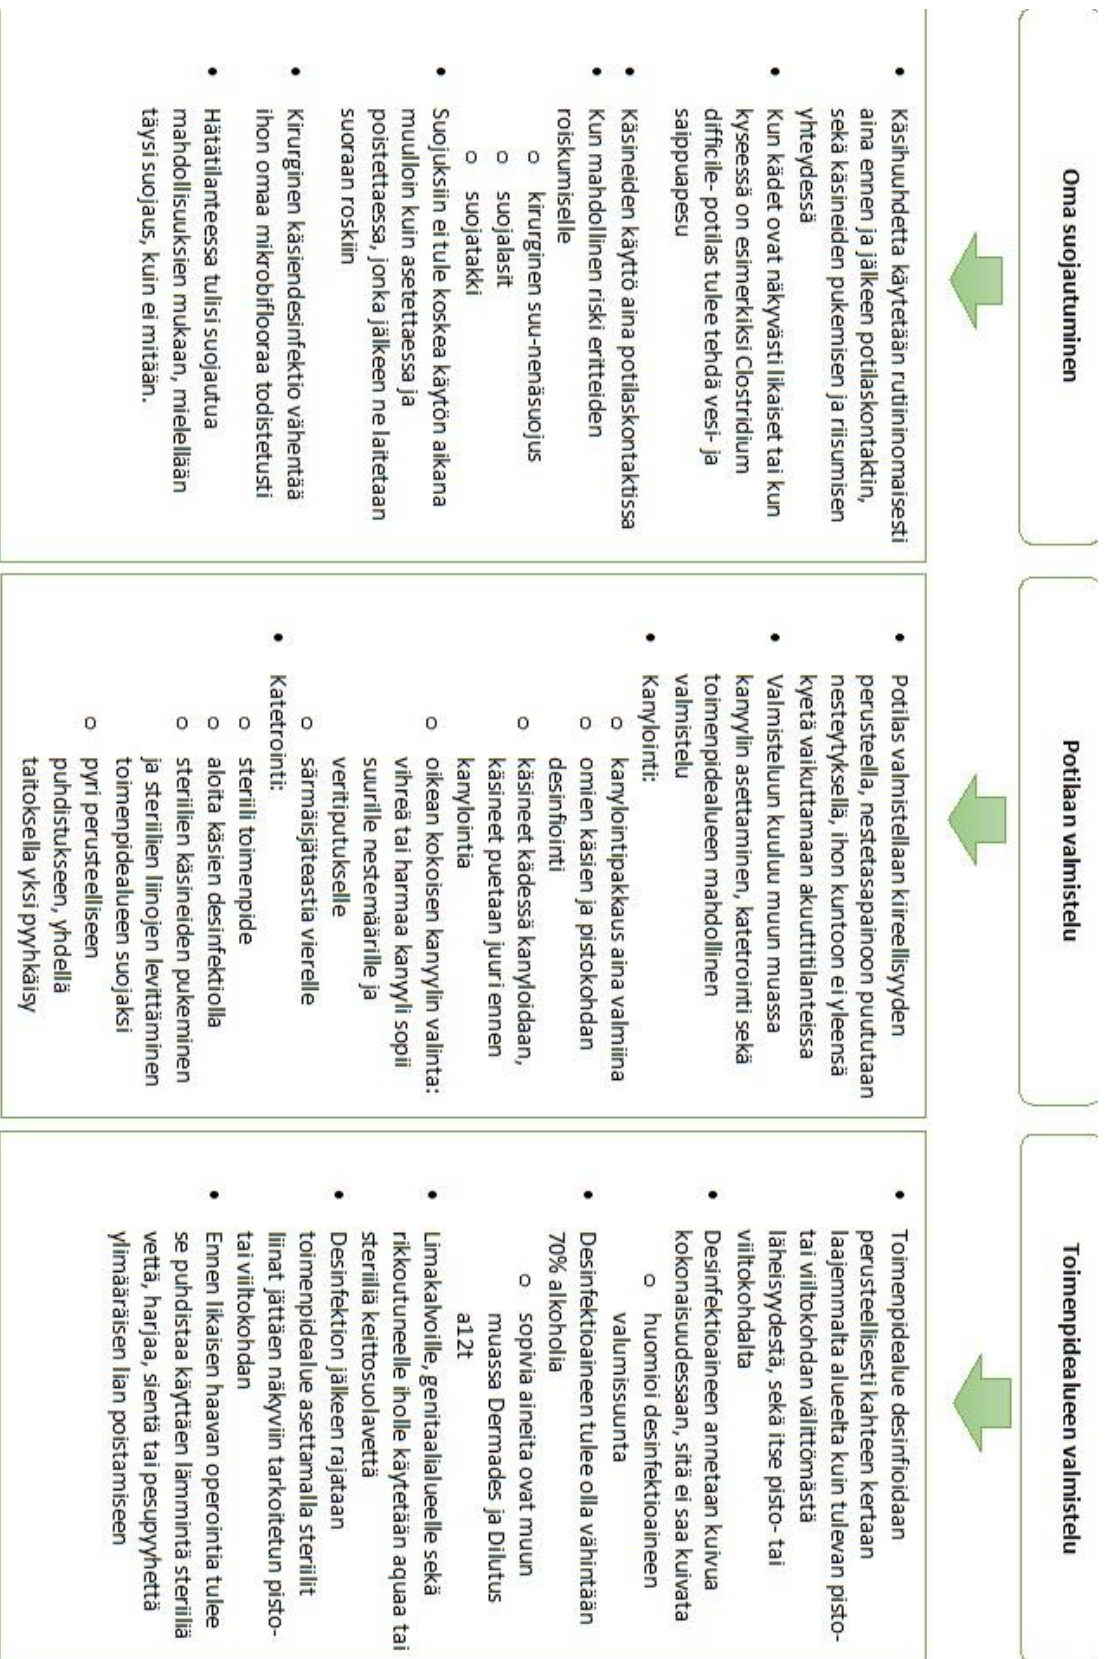 Oma suojautuminen
• Käsihuuhdetta käytetään rutiininomaisesti
aina ennen ja jälkeen potilaskontaktin,
sekä käsineiden pukemisen ja riisumisen
yhteydessä
• Kun kädet ovat näkyvästi likaiset tai kun
kyseessä on esimerkiksi Clostridium
difficile- potilas tulee tehdä vesi- ja
saippuapesu
• Käsineiden käyttö aina potilaskontaktissa
• Kun mahdollinen riski eritteiden
roiskumiselle
o kirurginen suu-nenäsuojus
o suojalasit
o suojatakki
• Suojuksiin ei tule koskea käytön aikana
muulloin kuin asetettaessa ja
poistettaessa, jonka jälkeen ne laitetaan
suoraan roskiin
• Kirurginen käsiendesinfektio vähentää
ihon omaa mikrobiflooraa todistetusti
• Hätätilanteessa tulisi suojautua
mahdollisuuksien mukaan, mielellään
täysi suojaus, kuin ei mitään.
Potilaan valmistelu
• Potilas valmistellaan kiireellisyyden
perusteella, nestetasapainoon puututaan
nesteytyksellä, ihon kuntoon ei yleensä
kyetä vaikuttamaan akuuttitilanteissa
• Valmisteluun kuuluu muun muassa
kanyylin asettaminen, katetrointi sekä
toimenpidealueen mahdollinen
valmistelu
• Kanylointi:
o kanylointipakkaus aina valmiina
o omien käsien ja pistokohdan
desinfiointi
o käsineet kädessä kanyloidaan,
käsineet puetaan juuri ennen
kanylointia
o oikean kokoisen kanyylin valinta:
vihreä tai harmaa kanyyli sopii
suurille nestemäärille ja
veritiputukselle
o särmäisjäteastia vierelle
• Katetrointi:
o steriili toimenpide
o aloita käsien desinfektiolla
o steriilien käsineiden pukeminen
ja steriilien liinojen levittäminen
toimenpidealueen suojaksi
o pyri perusteelliseen
puhdistukseen, yhdellä
taitoksella yksi pyyhkäisy
Toimenpidealueen valmistelu
• Toimenpidealue desinfioidaan
perusteellisesti kahteen kertaan
laajemmalta alueelta kuin tulevan pisto-
tai viiltokohdan välittömästä
läheisyydestä, sekä itse pisto- tai
viiltokohdalta
• Desinfektioaineen annetaan kuivua
kokonaisuudessaan, sitä ei saa kuivata
o huomioi desinfektioaineen
valumissuunta
• Desinfektioaineen tulee olla vähintään
70% alkoholia
o sopivia aineita ovat muun
muassa Dermades ja Dilutus
a12t
• Limakalvoille, genitaalialueelle sekä
rikkoutuneelle iholle käytetään aquaa tai
steriiliä keittosuolavettä
• Desinfektion jälkeen rajataan
toimenpidealue asettamalla steriilit
liinat jättäen näkyviin tarkoitetun pisto-
tai viiltokohdan
• Ennen likaisen haavan operointia tulee
se puhdistaa käyttäen lämmintä steriiliä
vettä, harjaa, sientä tai pesupyyhettä
ylimääräisen lian poistamiseen